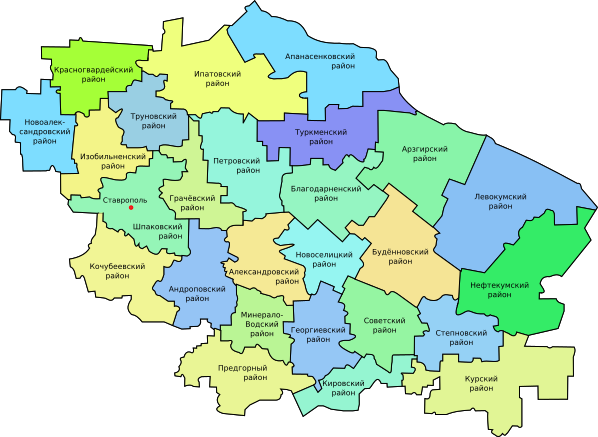 Апанасенковский
район
Красногвардейский
район
Ипатовский
район
Новоалек-
сандровский
район
Труновский
район
Туркменский
район
Изобильненский
район
Петровский
район
Арзгирский
район
Ставрополь
Грачёвский
район
Благодарненский
район
Левокумский
район
Шпаковский
район
Кочубеевский
район
Александровский
район
Новоселицкий
район
Будённовский
район
Андроповский
район
Нефтекумский
район
Минерало-
Водский
район
Георгиевский
район
Советский
район
Степновский
район
Предгорный
район
Кировский
район
Курский
район